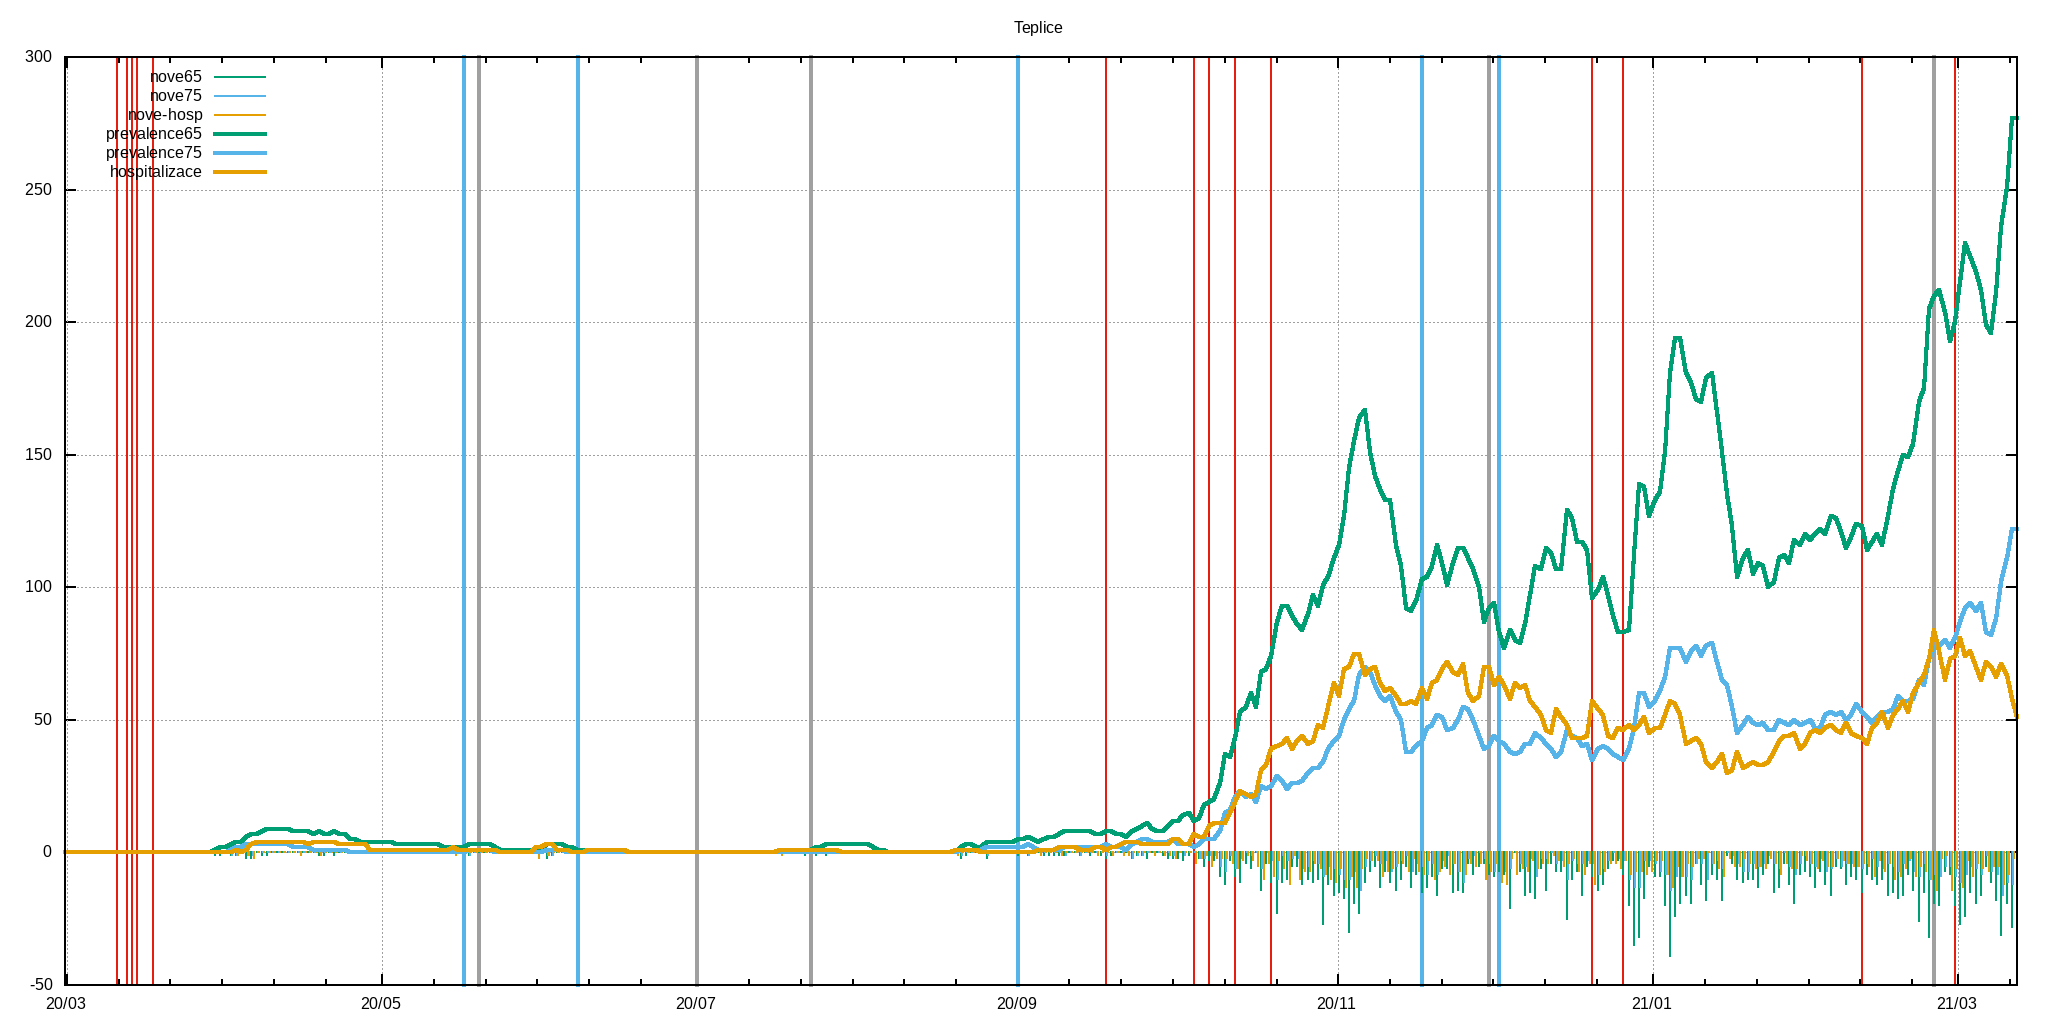 Teplice
300
250
200
150
100
50
0
-50
nove65
nove75
nove-hosp
prevalence65
prevalence75
hospitalizace
20/03 20/05 20/07 20/09 20/11 21/01 21/03